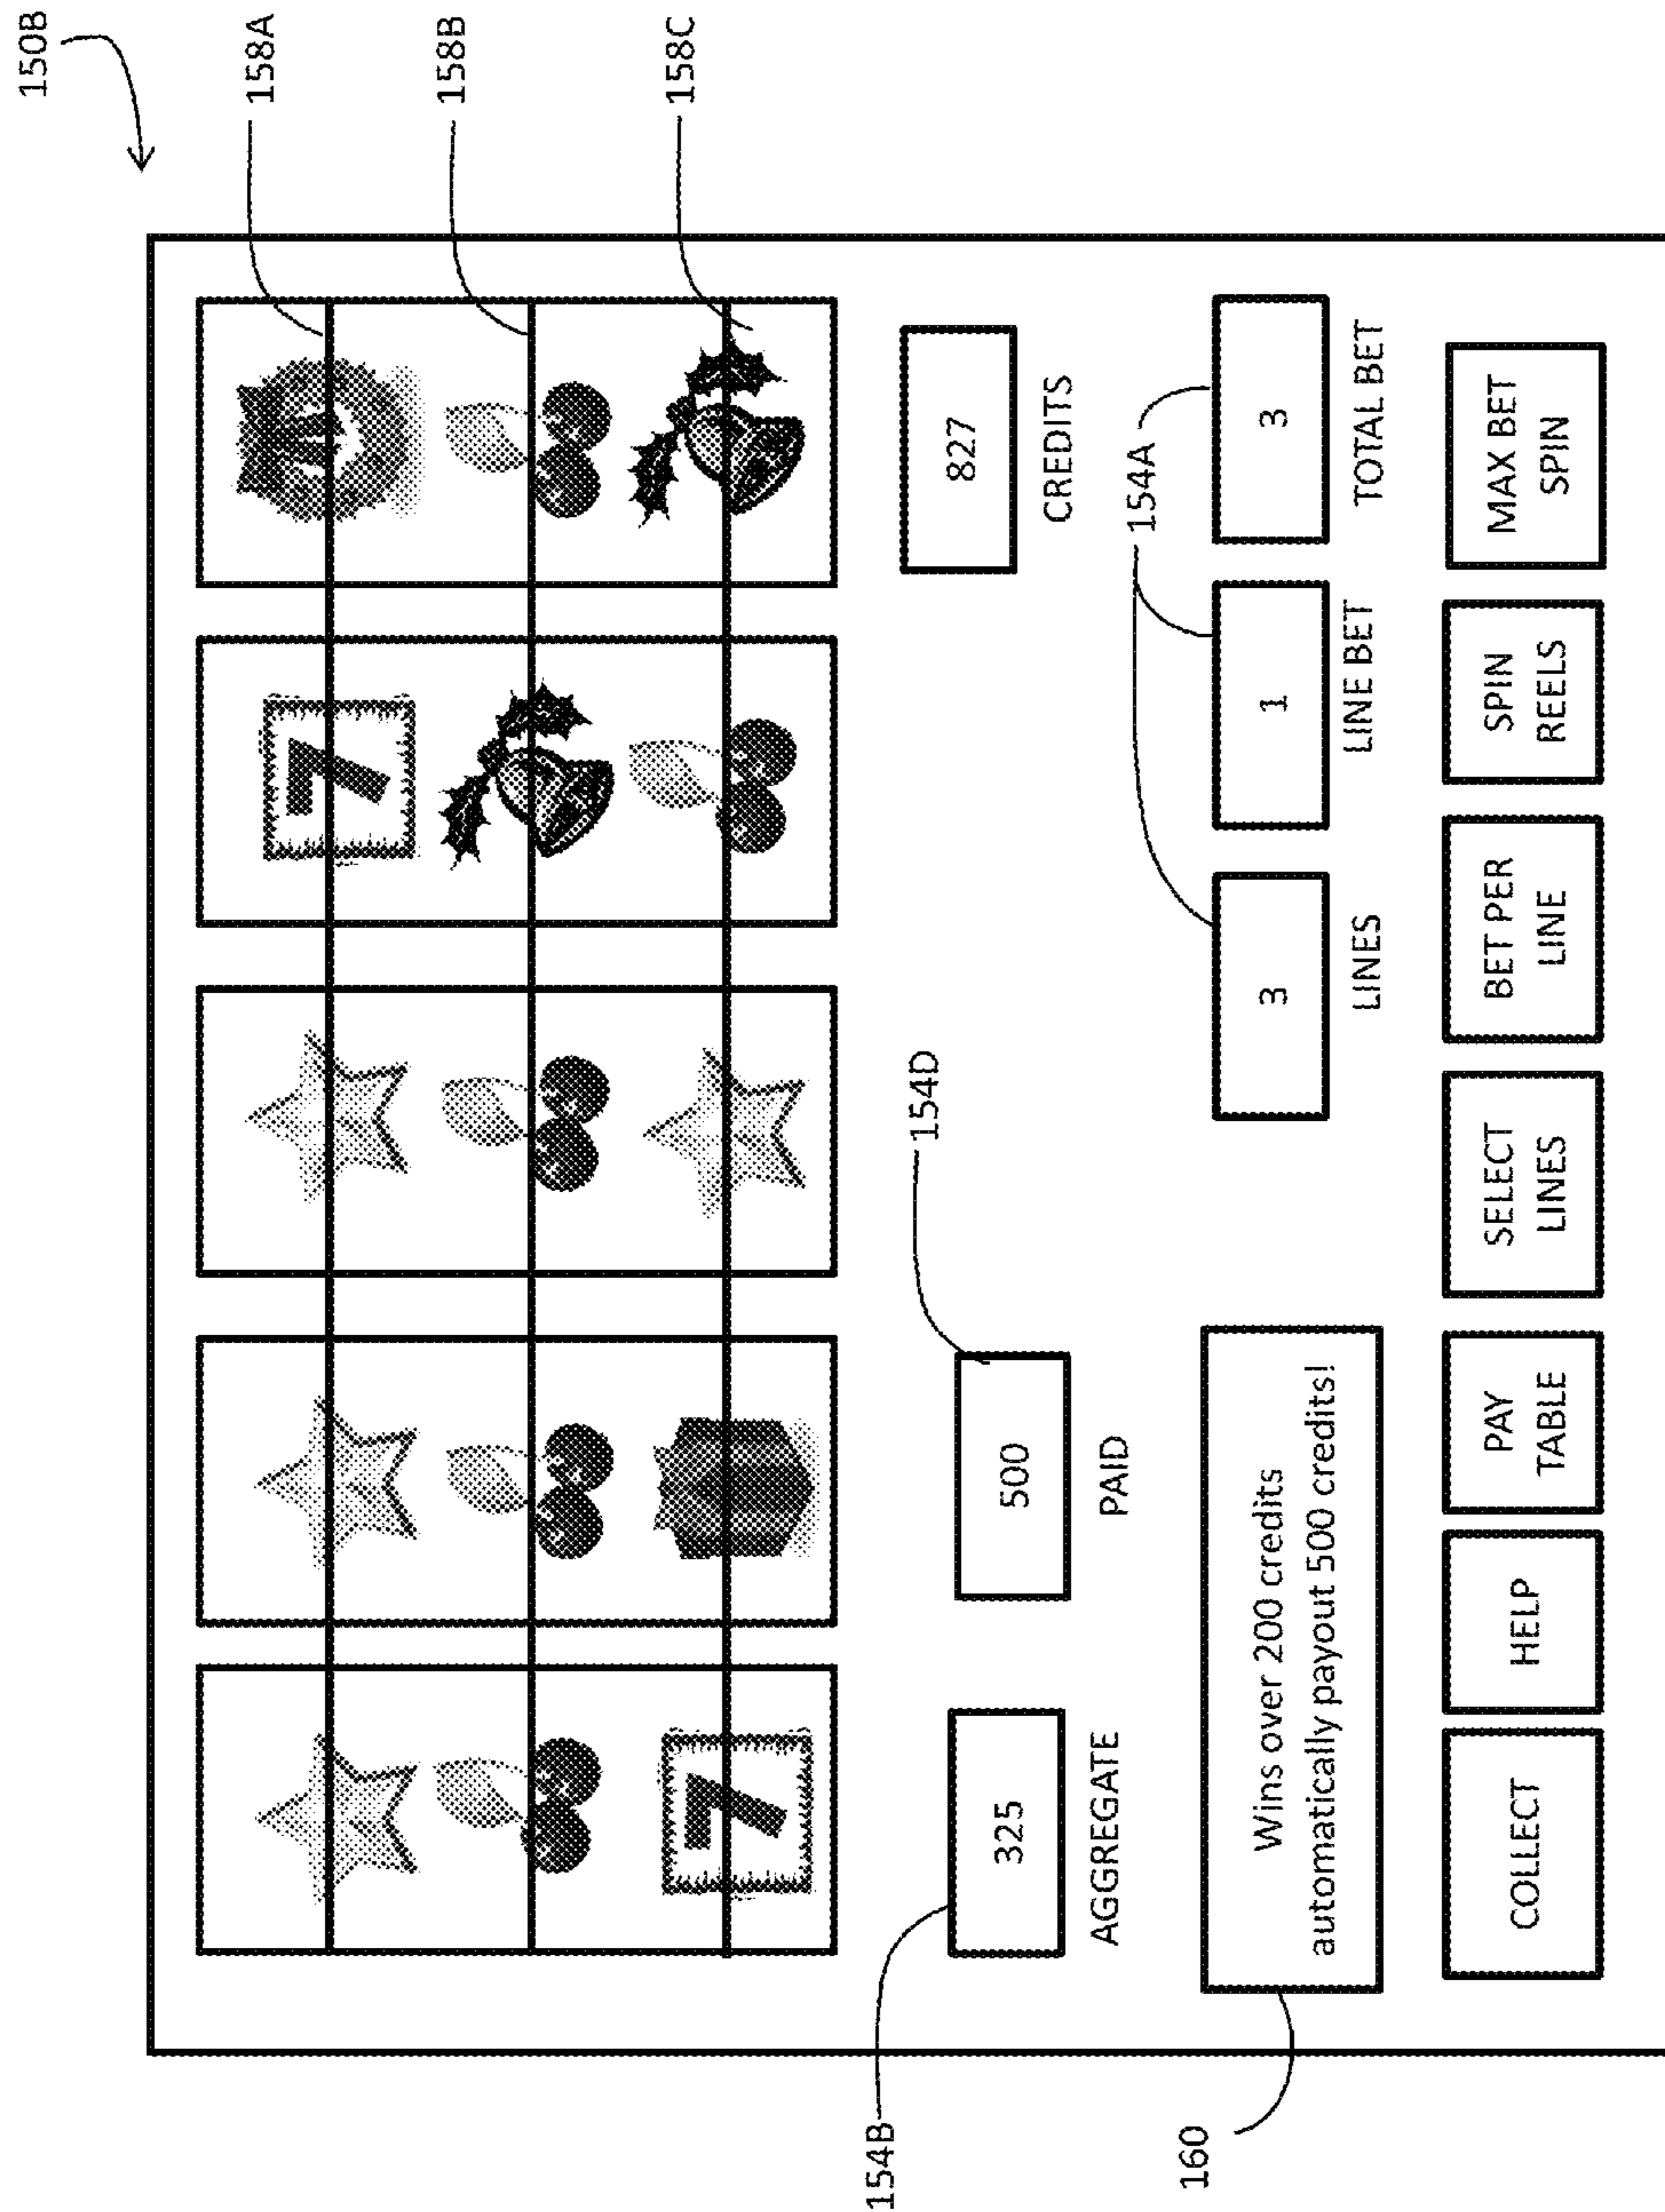 150B
158A
158B
158C
7
7
325
AGGREGATE
500
PAID
827
CREDITS
154B
154D
154A
Wins over 200 credits
automatically payout 500 credits!
160
3
LINES
1
LINE BET
3
TOTAL BET
COLLECT
HELP
PAY
TABLE
SELECT
LINES
BET PER
LINE
SPIN
REELS
MAX BET
SPIN